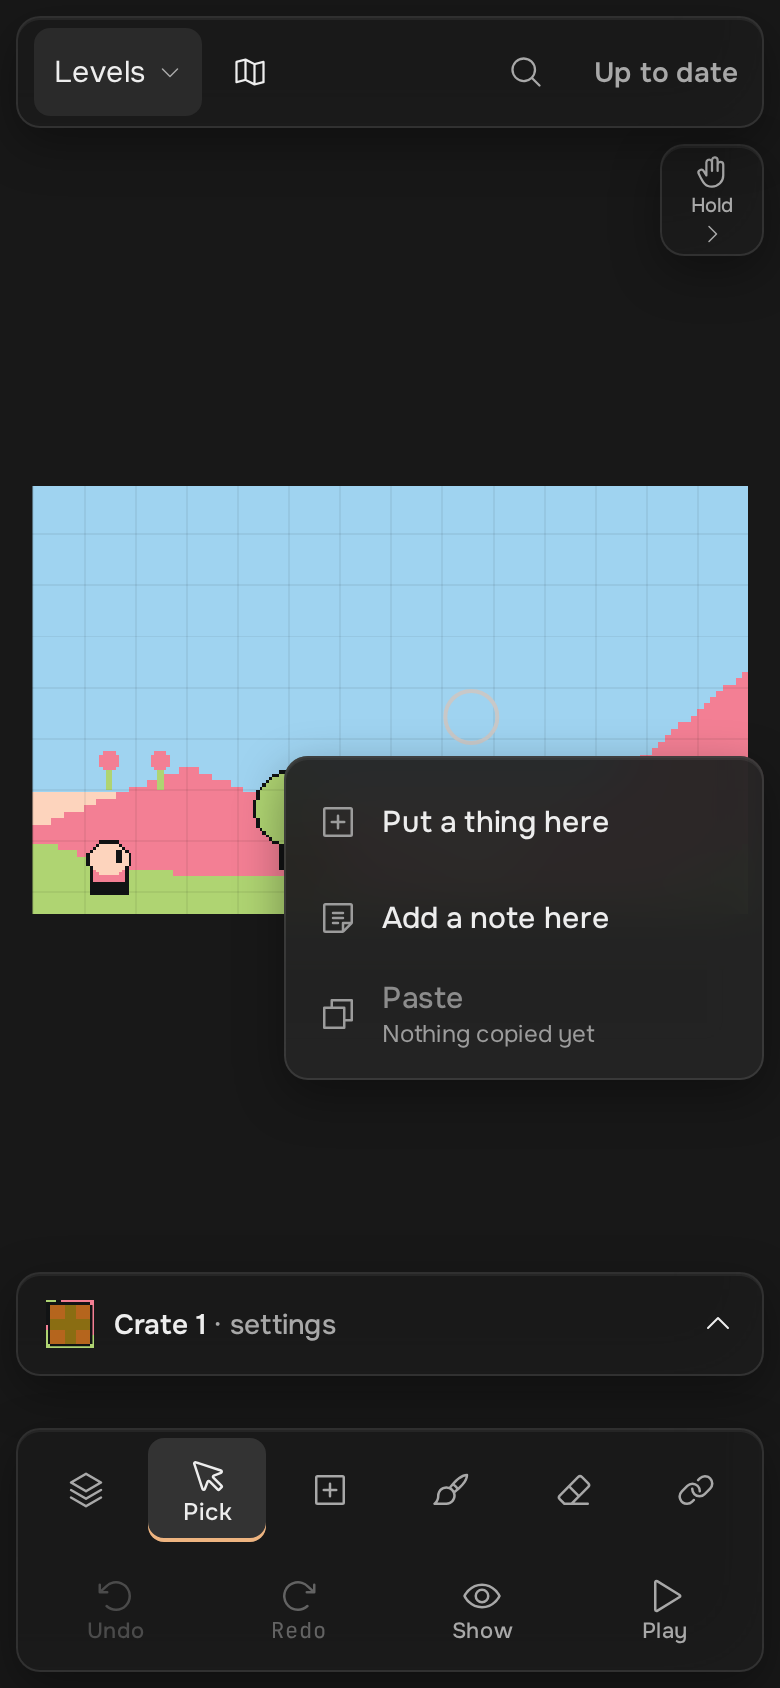 Levels
Up to date
Hold
Put a thing here
Add a note here
Paste
Nothing copied yet
Crate 1 · settings
Pick
Undo
Redo
Show
Play